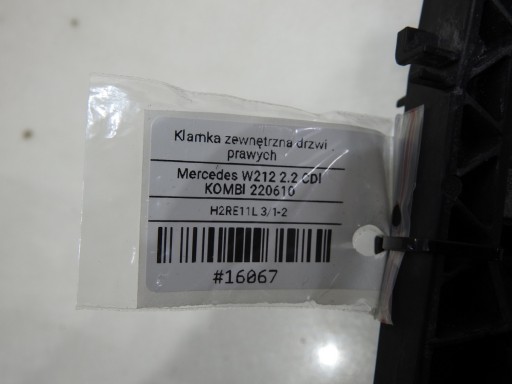 Klamka zewnętrzna drzwi
prawych
Mercedes W212 2.2 CDI
KOMBI 220610
H2RE11L 3/1-2
#16067